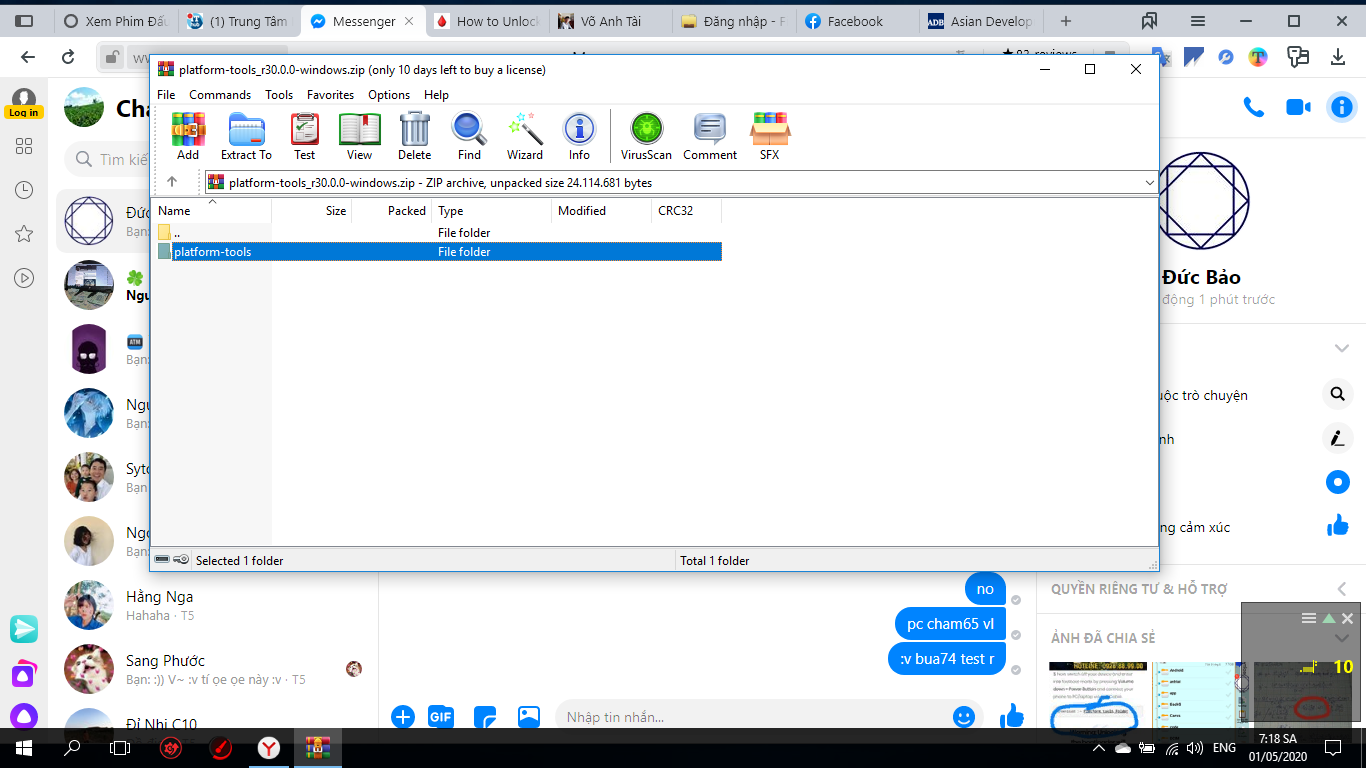 Xem Phim Đấu
(1) Trung Tâm
Messenger
How to Unlock
Võ Anh Tài
Đăng nhập - F
Facebook
Asian Develop
platform-tools_r30.0.0-windows.zip (only 10 days left to buy a license)
File Commands Tools Favorites Options Help
Add Extract To Test View Delete Find Wizard Info VirusScan Comment SFX
platform-tools_r30.0.0-windows.zip - ZIP archive, unpacked size 24.114.681 bytes
Name Size Packed Type Modified CRC32
.. File folder
platform-tools File folder
Selected 1 folder Total 1 folder
Log in
Cha
Tìm kiế
Đức
Bạn:
Ngu
ATM
Bạn:
Ngu
Bạn:
Syto
Bạn
Ngọ
Bạn:
Hằng Nga
Hahaha · T5
Sang Phước
Bạn: :)) V~ :v tí ọe ọe này :v · T5
Đỉ Nhi C10
no
pc cham65 vl
:v bua74 test r
GIF
Nhập tin nhắn...
Đức Bảo
động 1 phút trước
uộc trò chuyện
nh
ng cảm xúc
QUYỀN RIÊNG TƯ & HỖ TRỢ
ẢNH ĐÃ CHIA SẺ
10
ENG
7:18 SA
01/05/2020